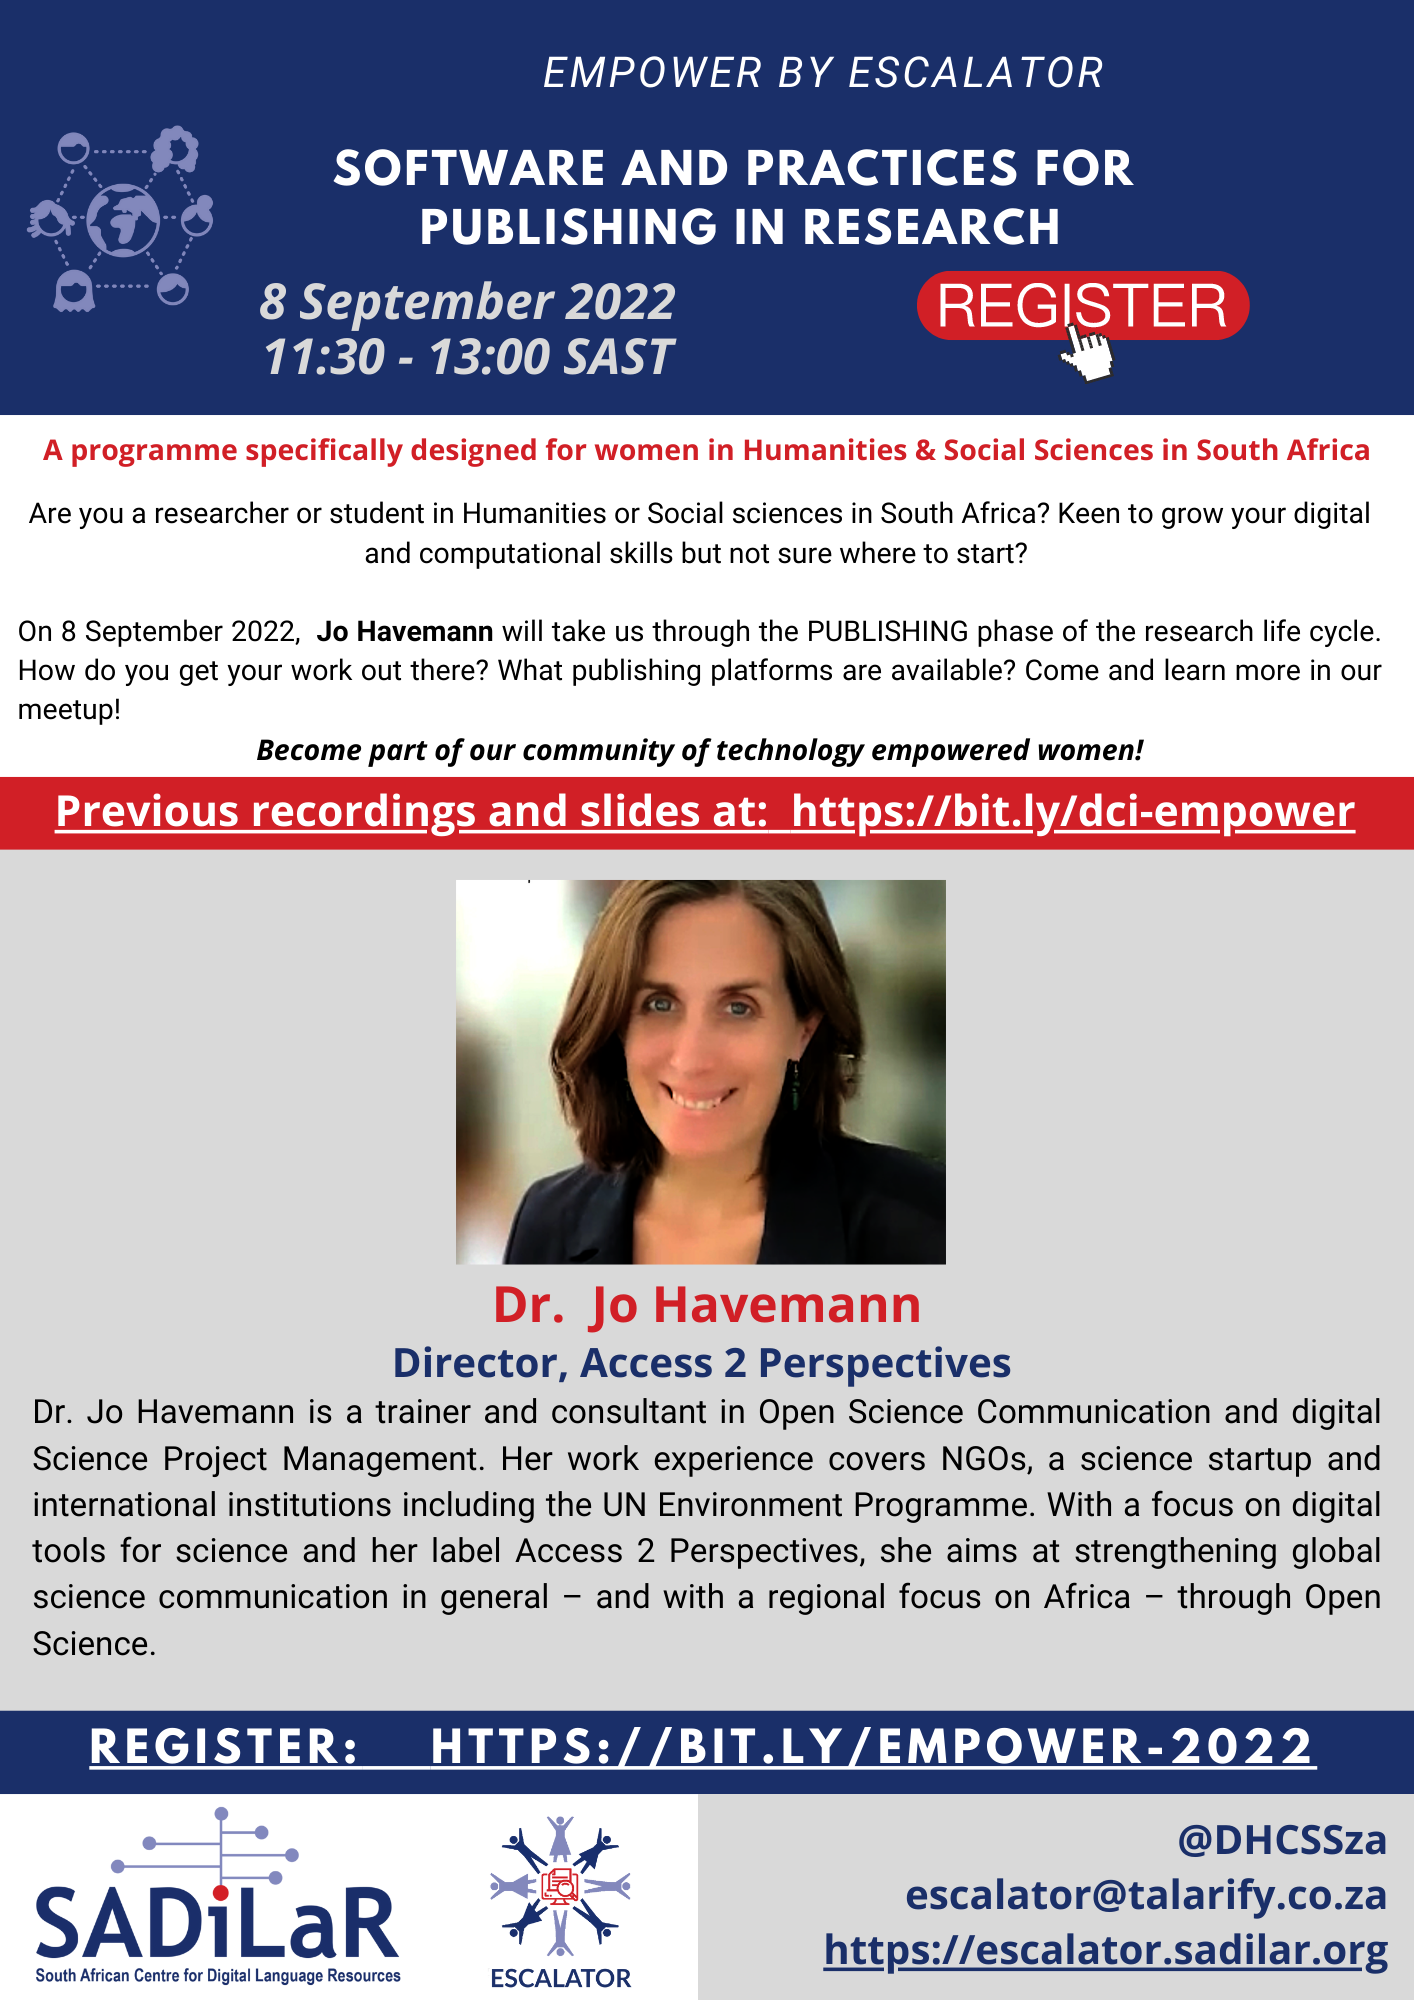 EMPOWER BY ESCALATOR
SOFTWARE AND PRACTICES FOR
PUBLISHING IN RESEARCH
8 September 2022
11:30 - 13:00 SAST
REGISTER
A programme specifically designed for women in Humanities & Social Sciences in South Africa
Are you a researcher or student in Humanities or Social sciences in South Africa? Keen to grow your digital
and computational skills but not sure where to start?
On 8 September 2022, Jo Havemann will take us through the PUBLISHING phase of the research life cycle.
How do you get your work out there? What publishing platforms are available? Come and learn more in our
meetup!
Become part of our community of technology empowered women!
Previous recordings and slides at: https://bit.ly/dci-empower
Dr. Jo Havemann
Director, Access 2 Perspectives
Dr. Jo Havemann is a trainer and consultant in Open Science Communication and digital
Science Project Management. Her work experience covers NGOs, a science startup and
international institutions including the UN Environment Programme. With a focus on digital
tools for science and her label Access 2 Perspectives, she aims at strengthening global
science communication in general – and with a regional focus on Africa – through Open
Science.
REGISTER: HTTPS://BIT.LY/EMPOWER-2022
SADiLaR
South African Centre for Digital Language Resources
ESCALATOR
@DHCSSza
escalator@talarify.co.za
https://escalator.sadilar.org